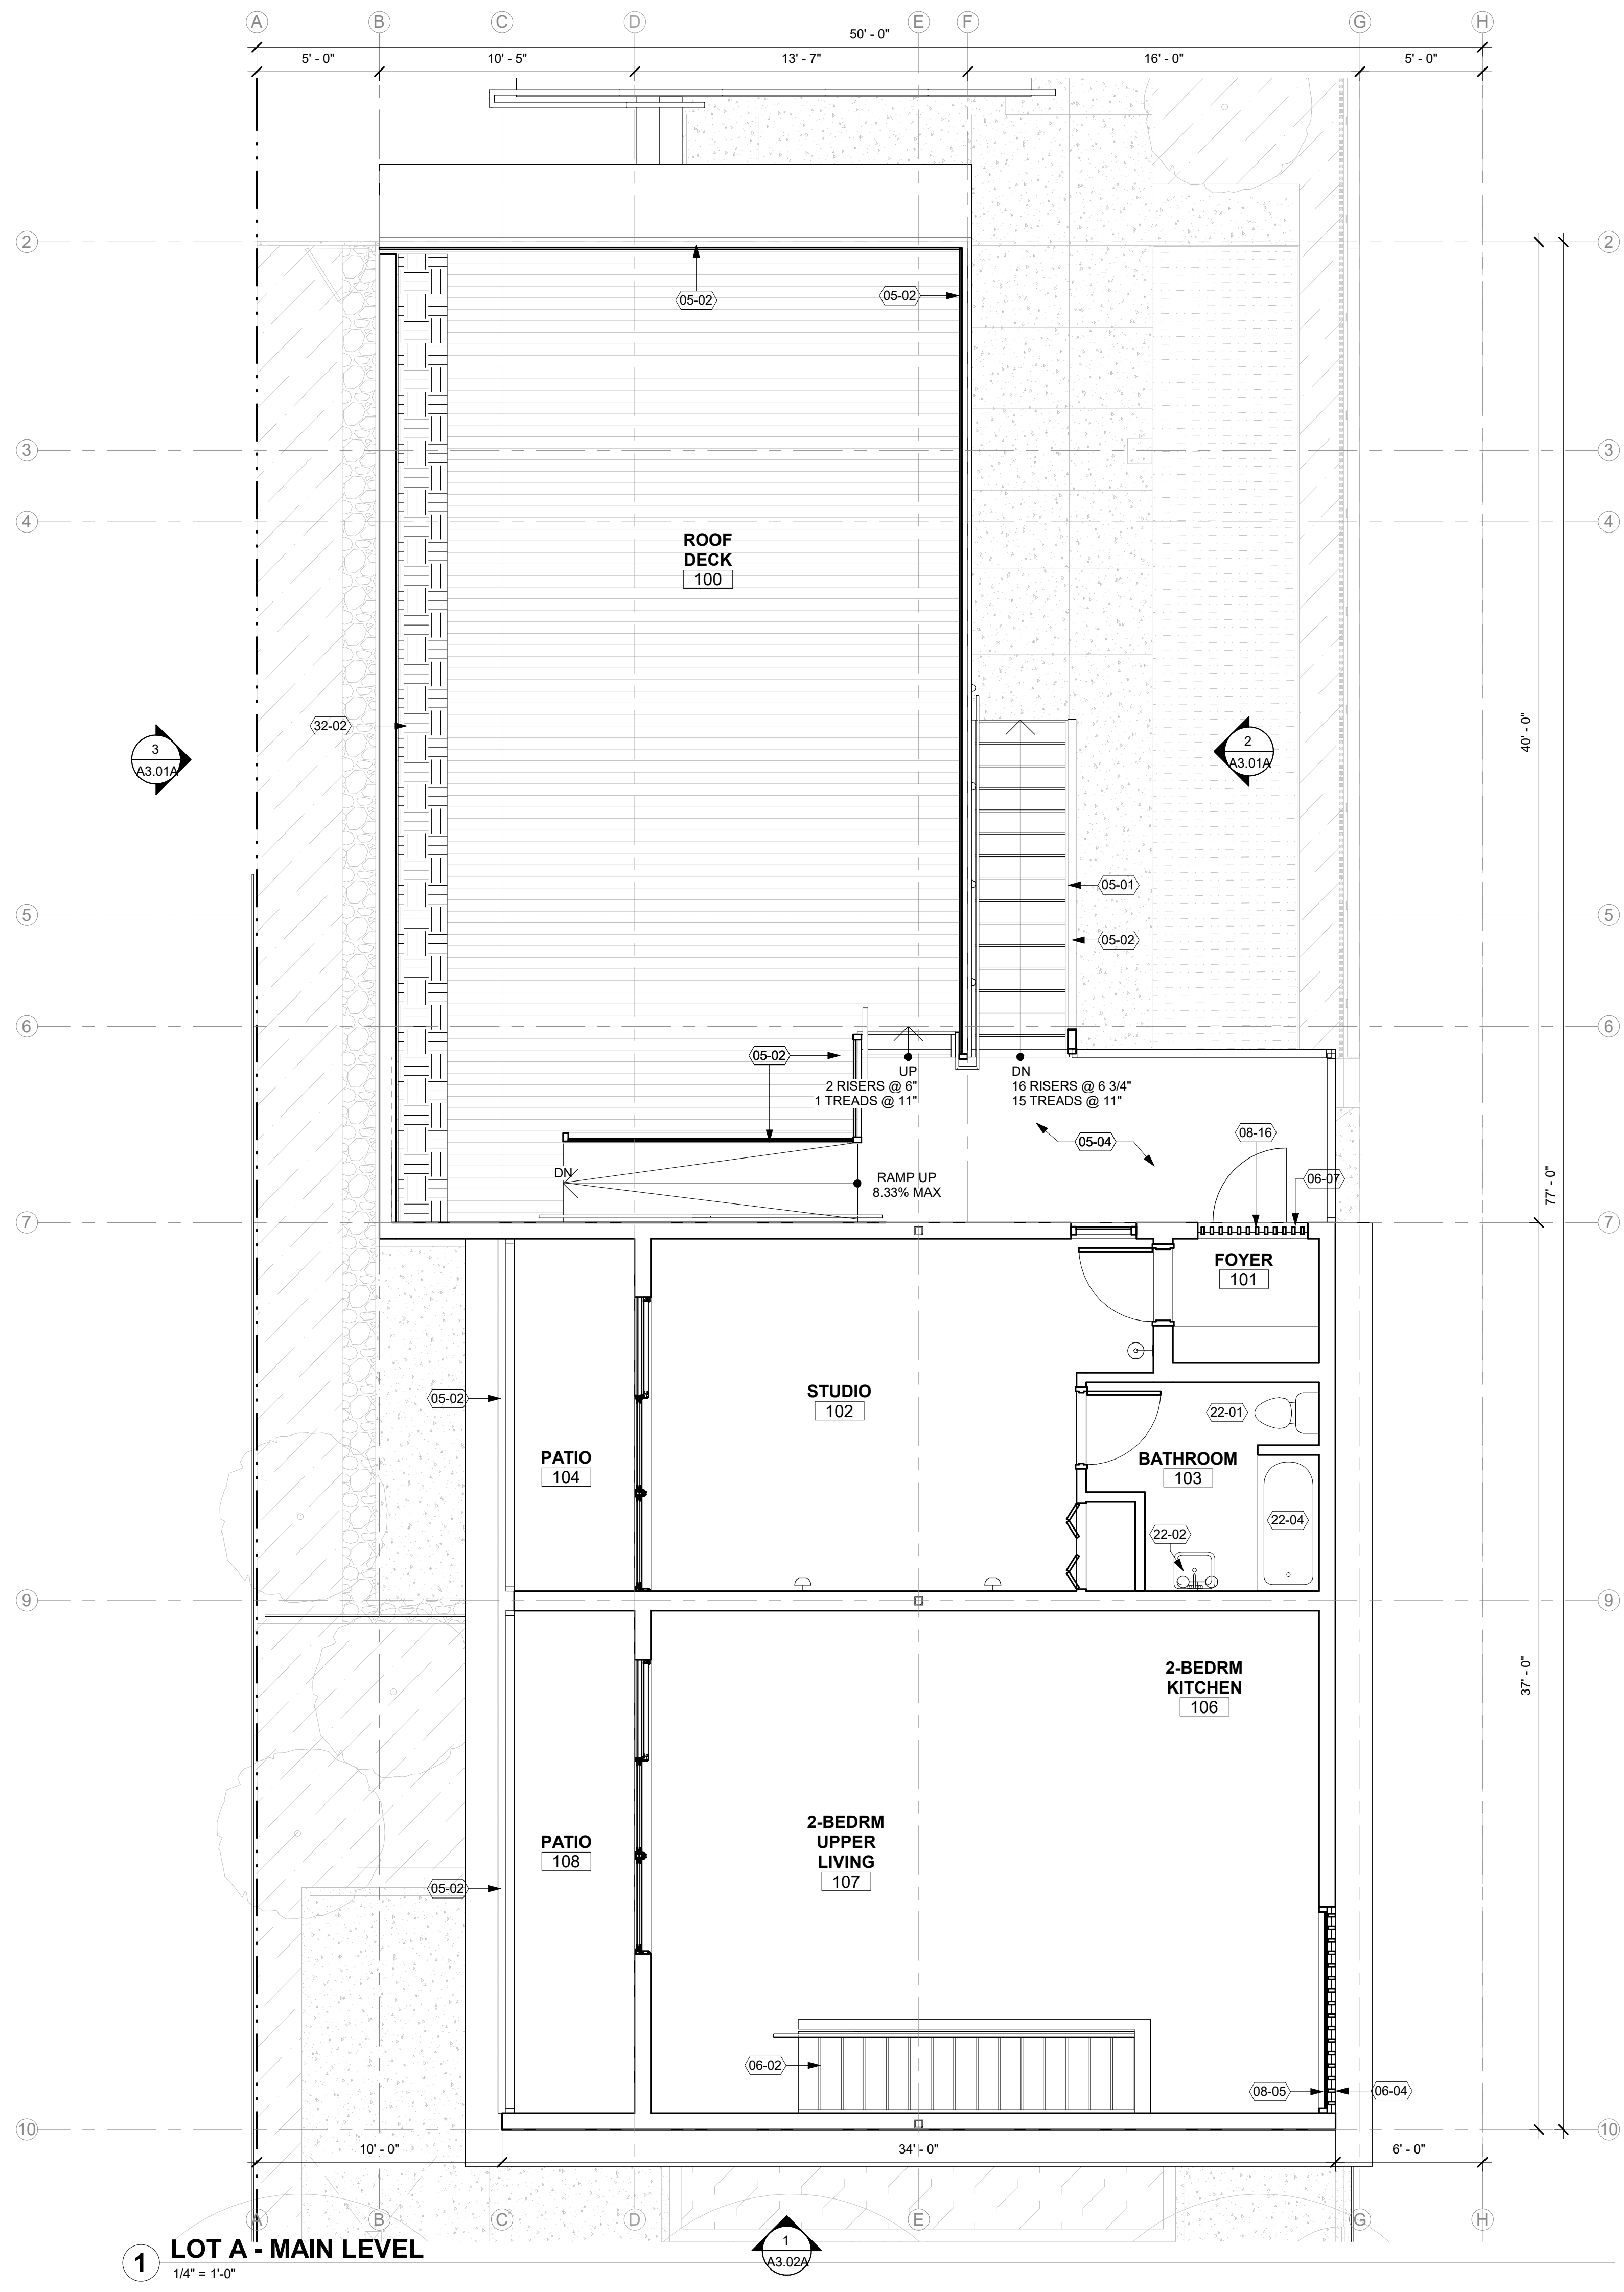 A B C D E F G H
50' - 0"
5' - 0" 10' - 5" 13' - 7" 16' - 0" 5' - 0"
2 2
05-02 05-02
3 3
4 4
ROOF
DECK
100
32-02
3
A3.01A
2
A3.01A
40' - 0"
05-01
5 5
05-02
6 6
05-02
UP
2 RISERS @ 6"
1 TREADS @ 11"
DN
16 RISERS @ 6 3/4"
15 TREADS @ 11"
05-04
08-16
06-07
DN
RAMP UP
8.33% MAX
77' - 0"
7 7
FOYER
101
STUDIO
102
05-02
22-01
PATIO
104
BATHROOM
103
22-02
22-04
9 9
2-BEDRM
KITCHEN
106
37' - 0"
2-BEDRM
UPPER
LIVING
107
PATIO
108
05-02
06-02
08-05
06-04
10 10
10' - 0" 34' - 0" 6' - 0"
A B C D E G H
1
A3.02A
1 LOT A - MAIN LEVEL
1/4" = 1'-0"